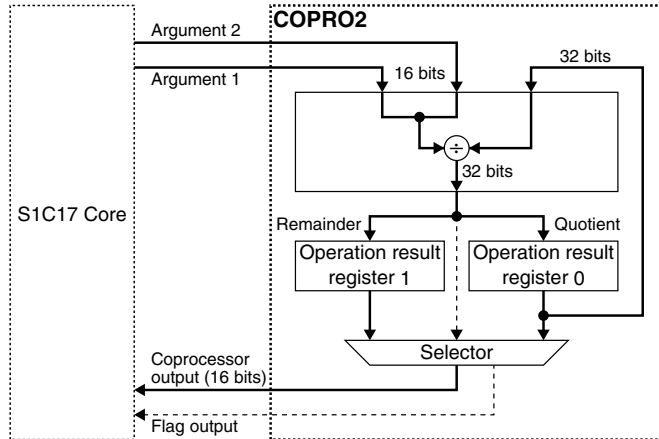 COPRO2
Argument 2
Argument 1
16 bits
32 bits
÷
32 bits
S1C17 Core
Remainder
Quotient
Operation result
register 1
Operation result
register 0
Selector
Coprocessor
output (16 bits)
Flag output